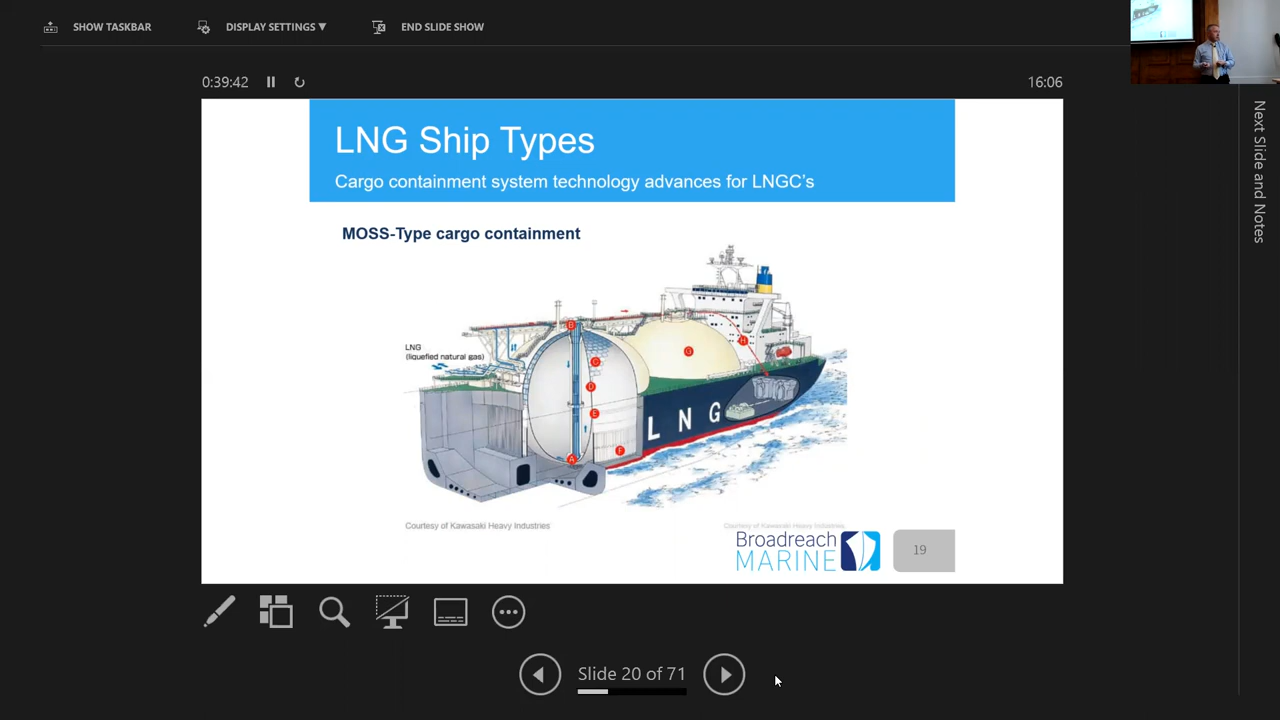 SHOW TASKBAR
DISPLAY SETTINGS ▼
END SLIDE SHOW
0:39:42
16:06
LNG Ship Types
Cargo containment system technology advances for LNGC's
MOSS-Type cargo containment
LNG
(liquefied natural gas)
B
C
D
E
A
F
G
H
LNG
Courtesy of Kawasaki Heavy Industries
Courtesy of Kawasaki Heavy Industries
Broadreach
MARINE
19
Slide 20 of 71
Next Slide and Notes